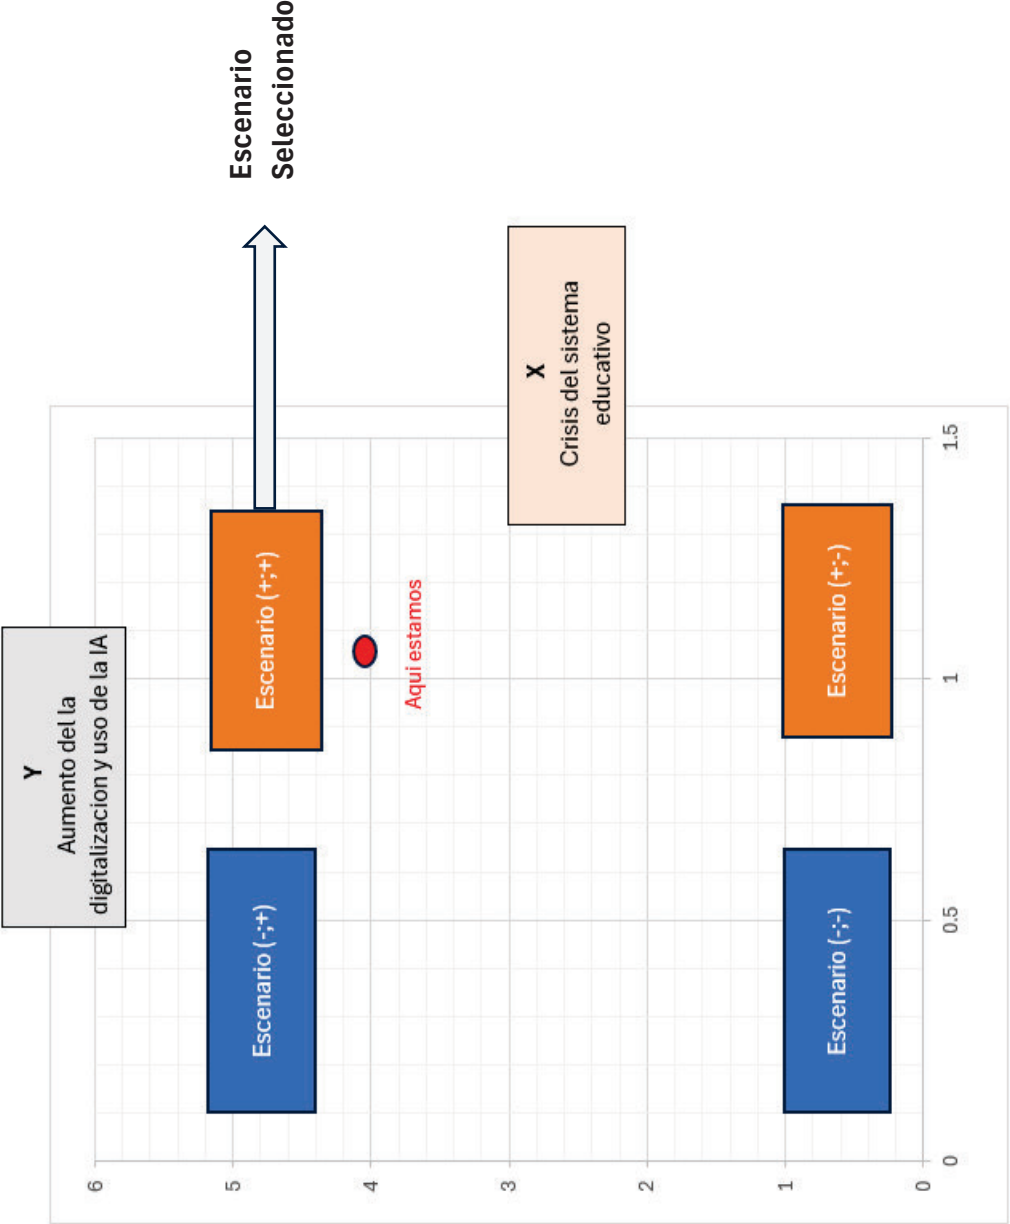 Y
Aumento del la
digitalizacion y uso de la IA
6
5
4
3
2
1
0
Escenario (-;+)
Escenario (+;+)
Escenario
Seleccionado
Aqui estamos
X
Crisis del sistema
educativo
Escenario (-;-)
Escenario (+;-)
0
0.5
1
1.5